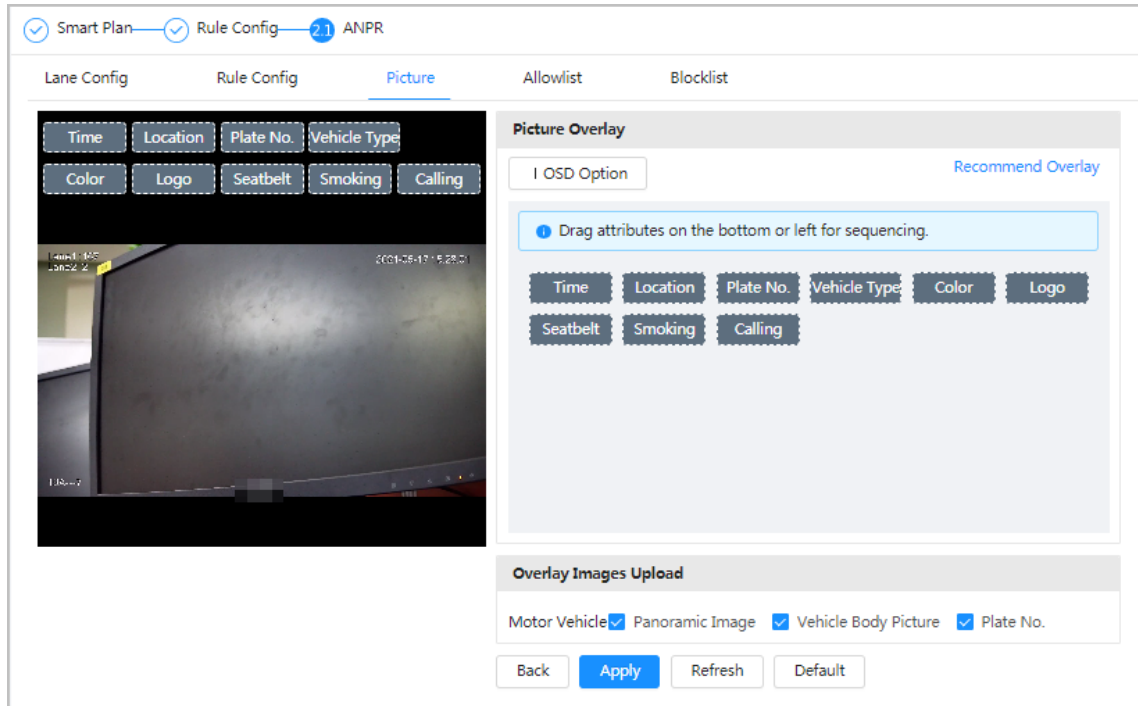 Smart Plan Rule Config 2.1 ANPR
Lane Config Rule Config Picture Allowlist Blocklist
Time Location Plate No. Vehicle Type
Color Logo Seatbelt Smoking Calling
Picture Overlay
I OSD Option Recommend Overlay
Drag attributes on the bottom or left for sequencing.
Time Location Plate No. Vehicle Type Color Logo
Seatbelt Smoking Calling
Overlay Images Upload
Motor Vehicle Panoramic Image Vehicle Body Picture Plate No.
Back Apply Refresh Default